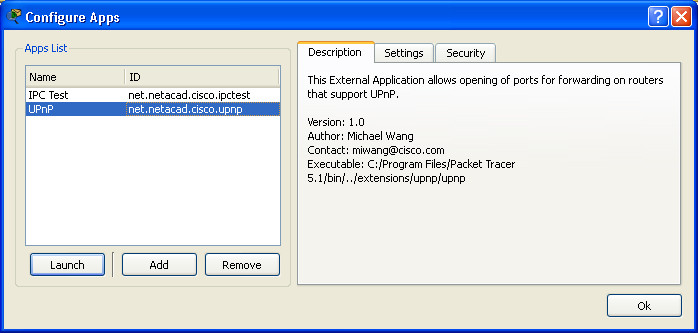 Configure Apps
Apps List
Name ID
IPC Test net.netacad.cisco.ipctest
UPnP net.netacad.cisco.upnp
Launch Add Remove
Description Settings Security
This External Application allows opening of ports for forwarding on routers
that support UPnP.
Version: 1.0
Author: Michael Wang
Contact: miwang@cisco.com
Executable: C:/Program Files/Packet Tracer
5.1/bin/../extensions/upnp/upnp
Ok